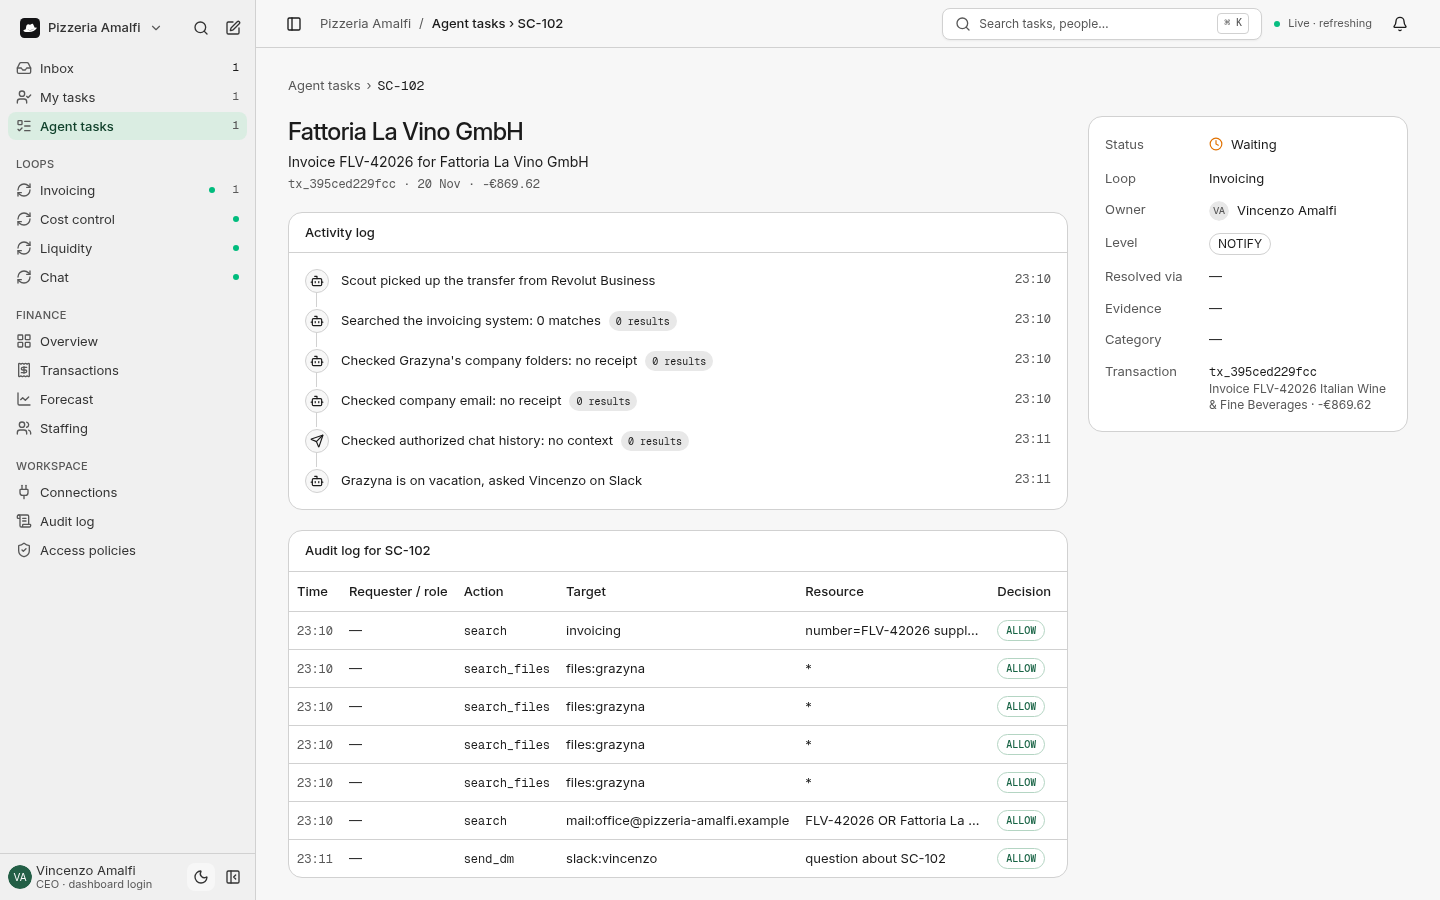 Pizzeria Amalfi
Inbox 1
My tasks 1
Agent tasks 1
LOOPS
Invoicing 1
Cost control
Liquidity
Chat
FINANCE
Overview
Transactions
Forecast
Staffing
WORKSPACE
Connections
Audit log
Access policies
VA Vincenzo Amalfi
CEO · dashboard login
Pizzeria Amalfi / Agent tasks › SC-102
Search tasks, people... ⌘ K
Live · refreshing
Agent tasks › SC-102
Fattoria La Vino GmbH
Invoice FLV-42026 for Fattoria La Vino GmbH
tx_395ced229fcc · 20 Nov · -€869.62
Activity log
Scout picked up the transfer from Revolut Business 23:10
Searched the invoicing system: 0 matches 0 results 23:10
Checked Grazyna's company folders: no receipt 0 results 23:10
Checked company email: no receipt 0 results 23:10
Checked authorized chat history: no context 0 results 23:11
Grazyna is on vacation, asked Vincenzo on Slack 23:11
Audit log for SC-102
Time Requester / role Action Target Resource Decision
23:10 — search invoicing number=FLV-42026 suppl... ALLOW
23:10 — search_files files:grazyna * ALLOW
23:10 — search_files files:grazyna * ALLOW
23:10 — search_files files:grazyna * ALLOW
23:10 — search_files files:grazyna * ALLOW
23:10 — search mail:office@pizzeria-amalfi.example FLV-42026 OR Fattoria La ... ALLOW
23:11 — send_dm slack:vincenzo question about SC-102 ALLOW
Status Waiting
Loop Invoicing
Owner VA Vincenzo Amalfi
Level NOTIFY
Resolved via —
Evidence —
Category —
Transaction tx_395ced229fcc
Invoice FLV-42026 Italian Wine
& Fine Beverages · -€869.62